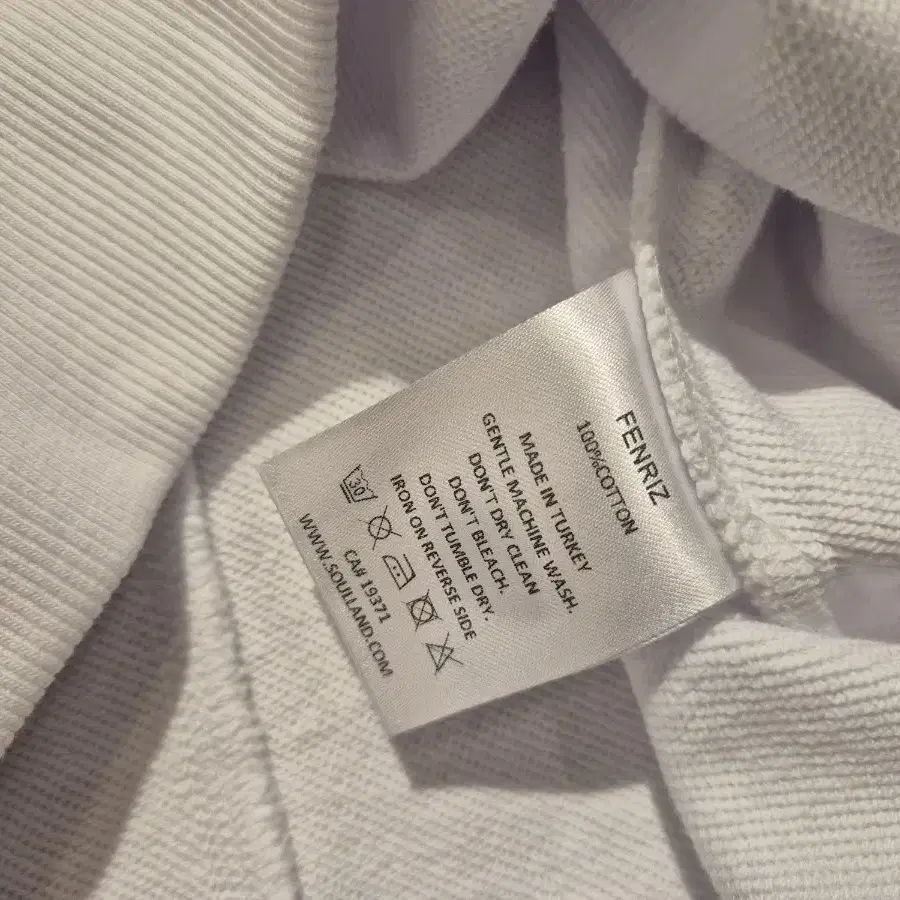 FENRIZ
100%COTTON
MADE IN TURKEY
GENTLE MACHINE WASH.
DON'T DRY CLEAN
DON'T BLEACH.
DON'T TUMBLE DRY.
IRON ON REVERSE SIDE
30
CA# 19371
WWW.SOULLAND.COM